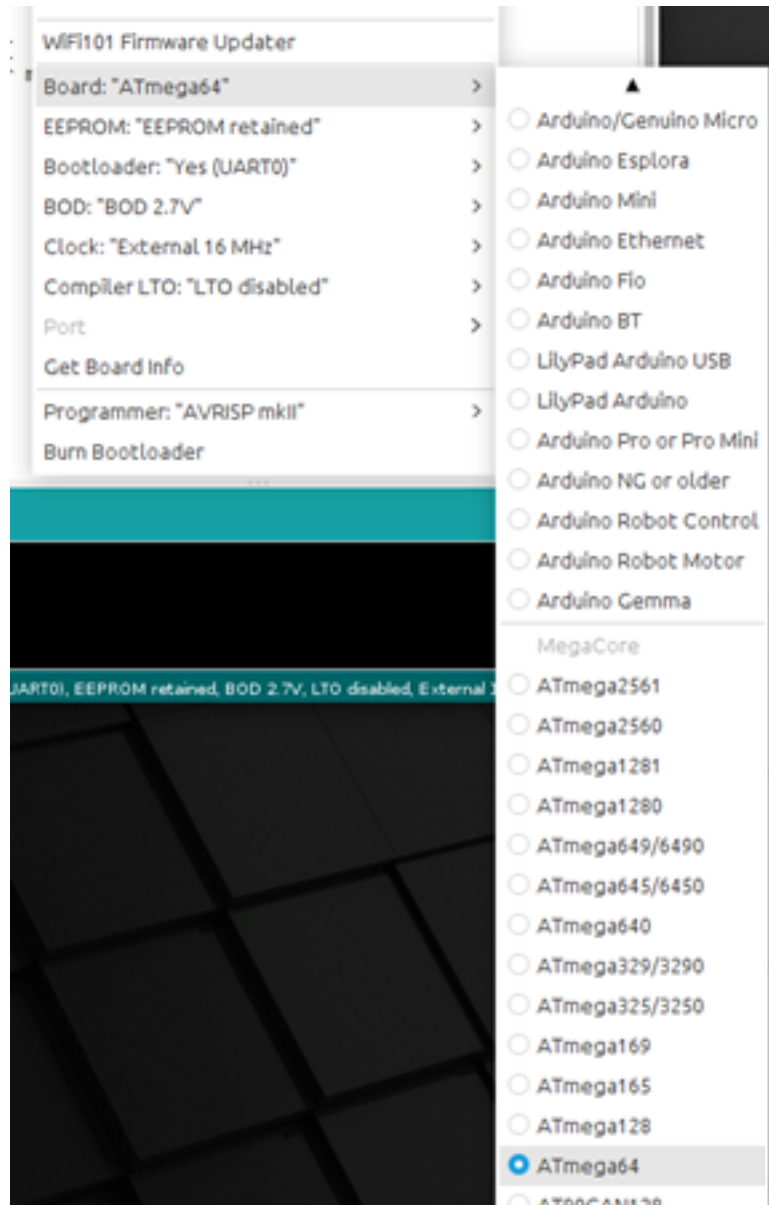 WiFi101 Firmware Updater
Board: "ATmega64"
EEPROM: "EEPROM retained"
Bootloader: "Yes (UART0)"
BOD: "BOD 2.7V"
Clock: "External 16 MHz"
Compiler LTO: "LTO disabled"
Port
Get Board Info
Programmer: "AVRISP mkII"
Burn Bootloader
Arduino/Genuino Micro
Arduino Esplora
Arduino Mini
Arduino Ethernet
Arduino Fio
Arduino BT
LilyPad Arduino USB
LilyPad Arduino
Arduino Pro or Pro Mini
Arduino NG or older
Arduino Robot Control
Arduino Robot Motor
Arduino Gemma
MegaCore
ATmega2561
ATmega2560
ATmega1281
ATmega1280
ATmega649/6490
ATmega645/6450
ATmega640
ATmega329/3290
ATmega325/3250
ATmega169
ATmega165
ATmega128
ATmega64
UART0), EEPROM retained, BOD 2.7V, LTO disabled, External